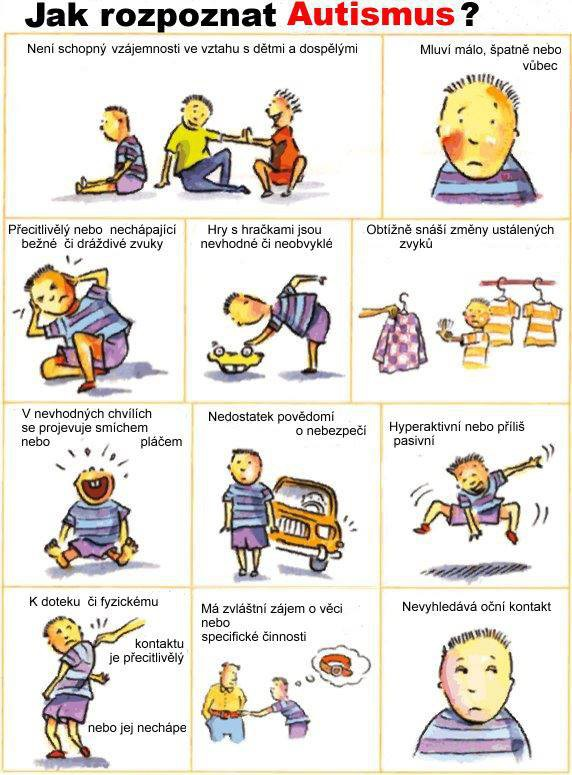 Jak rozpoznat Autismus?
Není schopný vzájemnosti ve vztahu s dětmi a dospělými
Mluví málo, špatně nebo
vůbec
Přecitlivělý nebo nechápající
bežné či dráždivé zvuky
Hry s hračkami jsou
nevhodné či neobvyklé
Obtížně snáší změny ustálených
zvyků
V nevhodných chvílích
se projevuje smíchem
nebo pláčem
Nedostatek povědomí
o nebezpečí
Hyperaktivní nebo příliš
pasivní
K doteku či fyzickému
kontaktu
je přecitlivělý
nebo jej nechápe
Má zvláštní zájem o věci
nebo
specifické činnosti
Nevyhledává oční kontakt